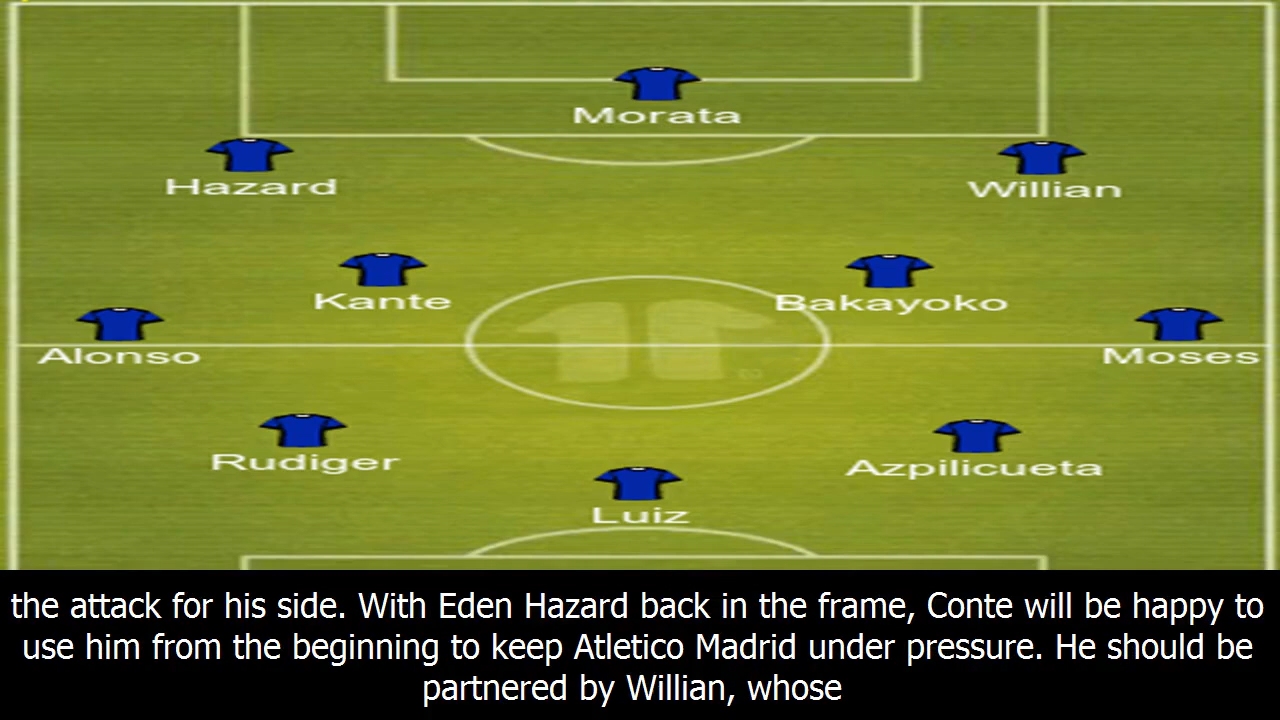 Morata
Hazard
Willian
Kante
Bakayoko
Alonso
Moses
Rudiger
Azpilicueta
Luiz
the attack for his side. With Eden Hazard back in the frame, Conte will be happy to
use him from the beginning to keep Atletico Madrid under pressure. He should be
partnered by Willian, whose